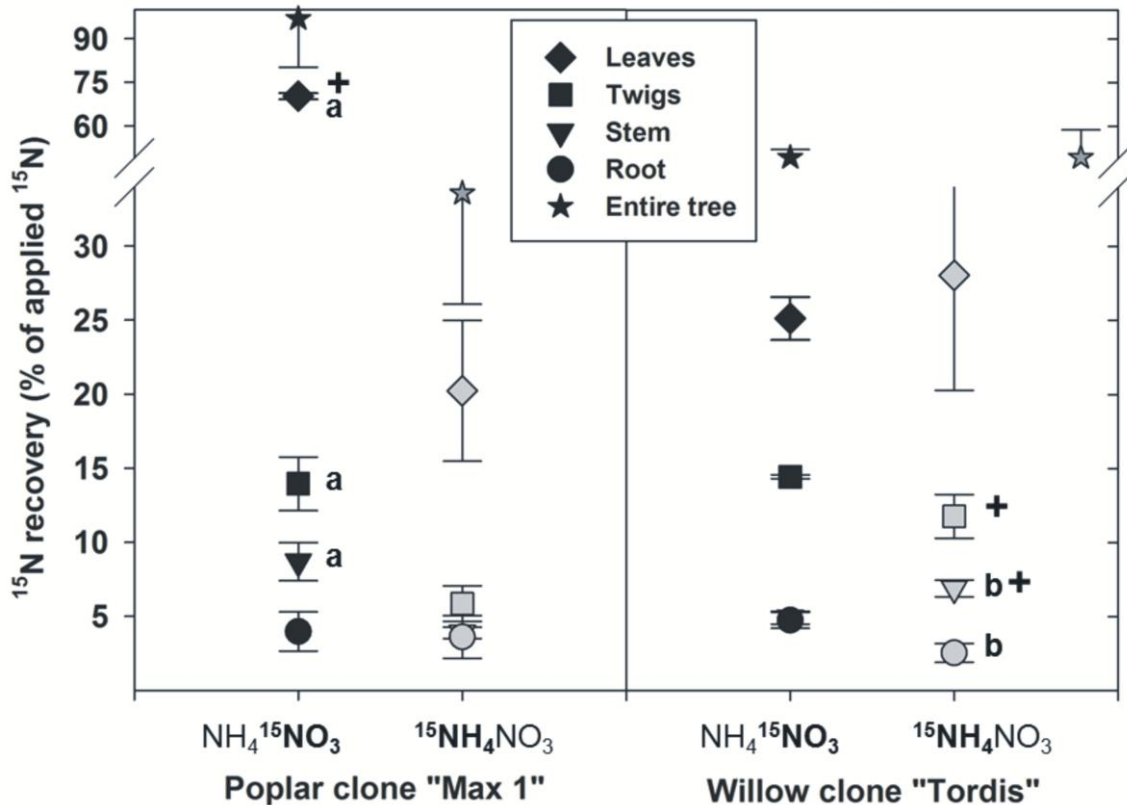 ¹⁵N recovery (% of applied ¹⁵N)
90
75
60
30
25
20
15
10
5
Leaves
Twigs
Stem
Root
Entire tree
+
a
a
a
+
b +
b
NH₄¹⁵NO₃
¹⁵NH₄NO₃
NH₄¹⁵NO₃
¹⁵NH₄NO₃
Poplar clone "Max 1"
Willow clone "Tordis"